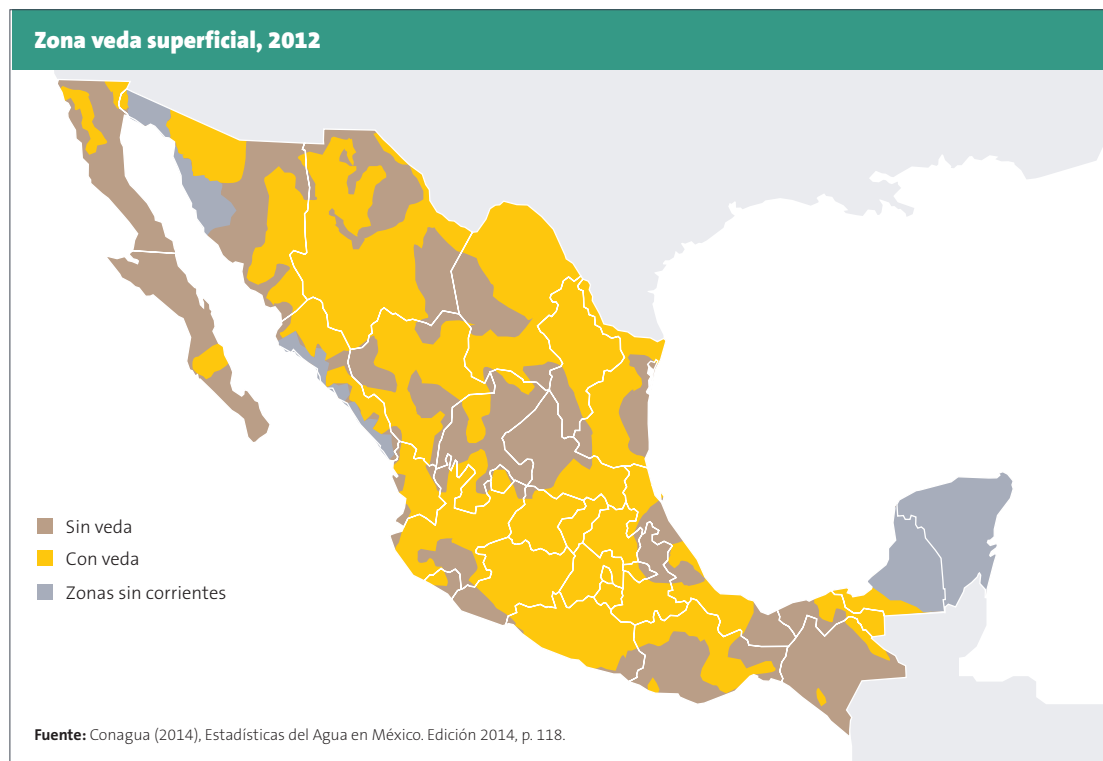 Zona veda superficial, 2012
Sin veda
Con veda
Zonas sin corrientes
Fuente: Conagua (2014), Estadísticas del Agua en México. Edición 2014, p. 118.